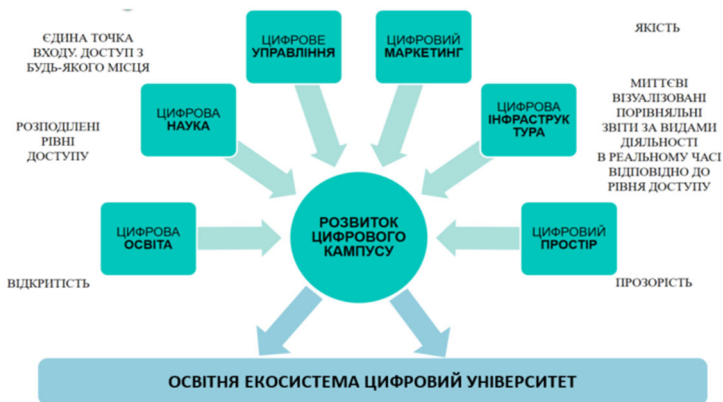 ЄДИНА ТОЧКА
ВХОДУ. ДОСТУП З
БУДЬ-ЯКОГО МІСЦЯ
ЦИФРОВЕ
УПРАВЛІННЯ
ЦИФРОВИЙ
МАРКЕТИНГ
ЯКІСТЬ
РОЗПОДІЛЕНІ
РІВНІ
ДОСТУПУ
ЦИФРОВА
НАУКА
ЦИФРОВА
ІНФРАСТРУК
ТУРА
МИТТЄВІ
ВІЗУАЛІЗОВАНІ
ПОРІВНЯЛЬНІ
ЗВІТИ ЗА ВИДАМИ
ДІЯЛЬНОСТІ
В РЕАЛЬНОМУ ЧАСІ
ВІДПОВІДНО ДО
РІВНЯ ДОСТУПУ
ЦИФРОВА
ОСВІТА
РОЗВИТОК
ЦИФРОВОГО
КАМПУСУ
ЦИФРОВИЙ
ПРОСТІР
ВІДКРИТІСТЬ
ПРОЗОРІСТЬ
ОСВІТНЯ ЕКОСИСТЕМА ЦИФРОВИЙ УНІВЕРСИТЕТ